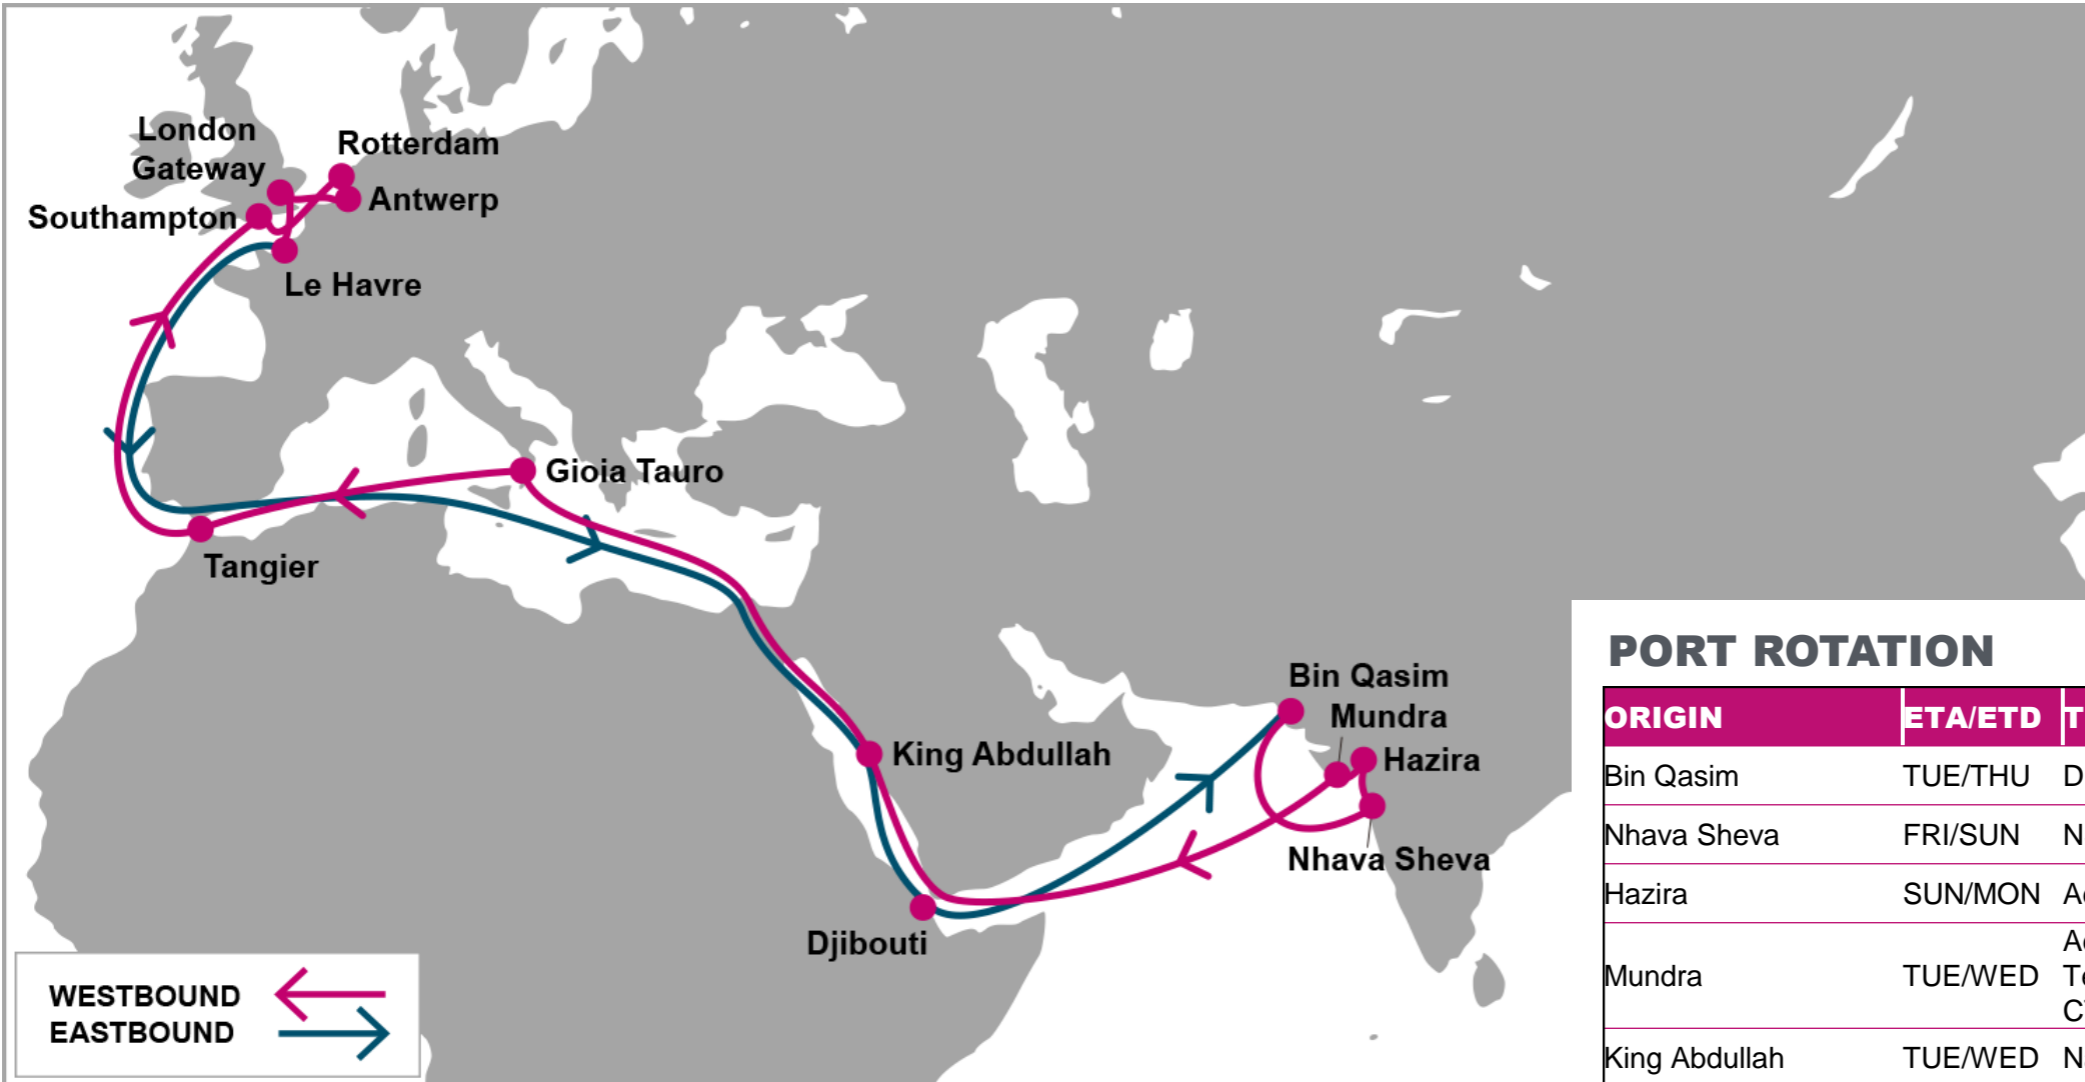 London
Gateway
Rotterdam
Antwerp
Southampton
Le Havre
Gioia Tauro
Tangier
King Abdullah
Djibouti
Bin Qasim
Mundra
Hazira
Nhava Sheva
WESTBOUND
EASTBOUND
PORT ROTATION
ORIGIN ETA/ETD
Bin Qasim TUE/THU
Nhava Sheva FRI/SUN
Hazira SUN/MON
Mundra TUE/WED
King Abdullah TUE/WED